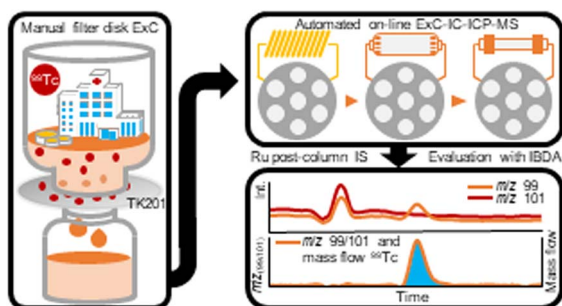 Manual filter disk ExC
⁹⁹Tc
TK201
Automated on-line ExC-IC-ICP-MS
Ru post-column IS
Evaluation with IBDA
Int.
m/z 99
m/z 101
m/z(99/101)
m/z 99/101 and
mass flow ⁹⁹Tc
Mass flow
Time